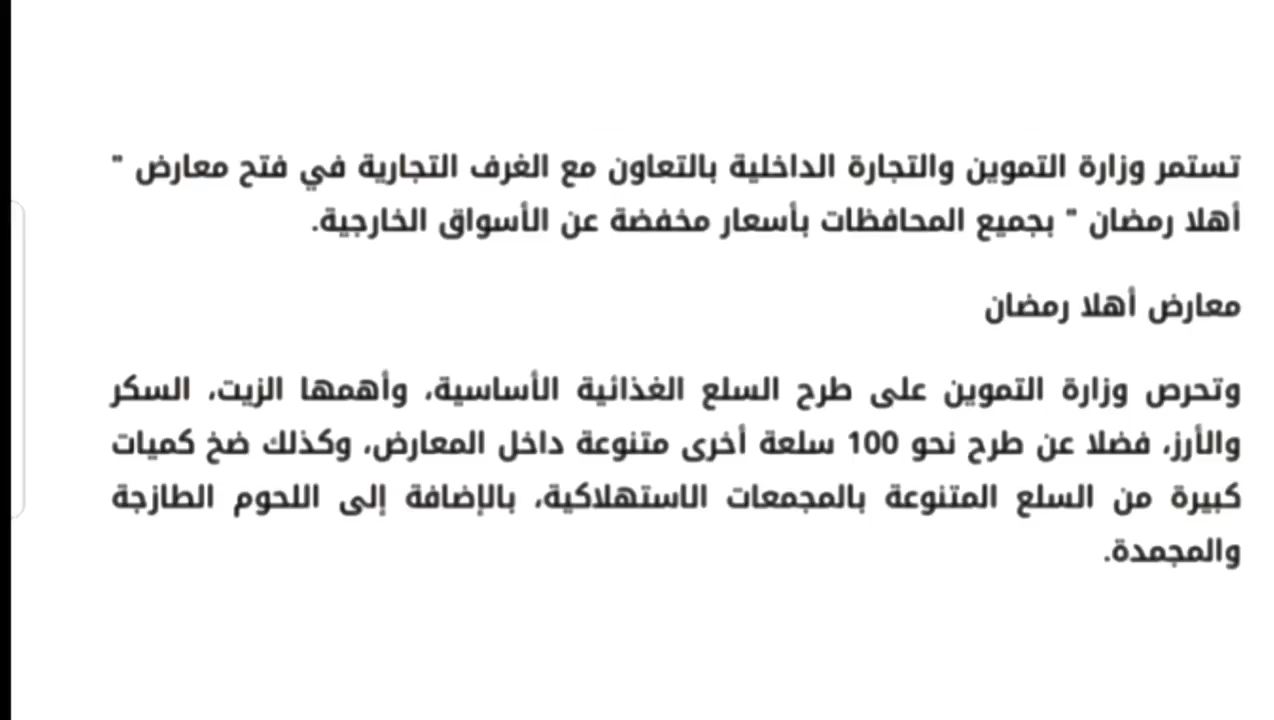 تستمر وزارة التموين والتجارة الداخلية بالتعاون مع الغرف التجارية في فتح معارض "
أهلا رمضان " بجميع المحافظات بأسعار مخفضة عن الأسواق الخارجية.
معارض أهلا رمضان
وتحرص وزارة التموين على طرح السلع الغذائية الأساسية، وأهمها الزيت، السكر
والأرز، فضلا عن طرح نحو 100 سلعة أخرى متنوعة داخل المعارض، وكذلك ضخ كميات
كبيرة من السلع المتنوعة بالمجمعات الاستهلاكية، بالإضافة إلى اللحوم الطازجة
والمجمدة.